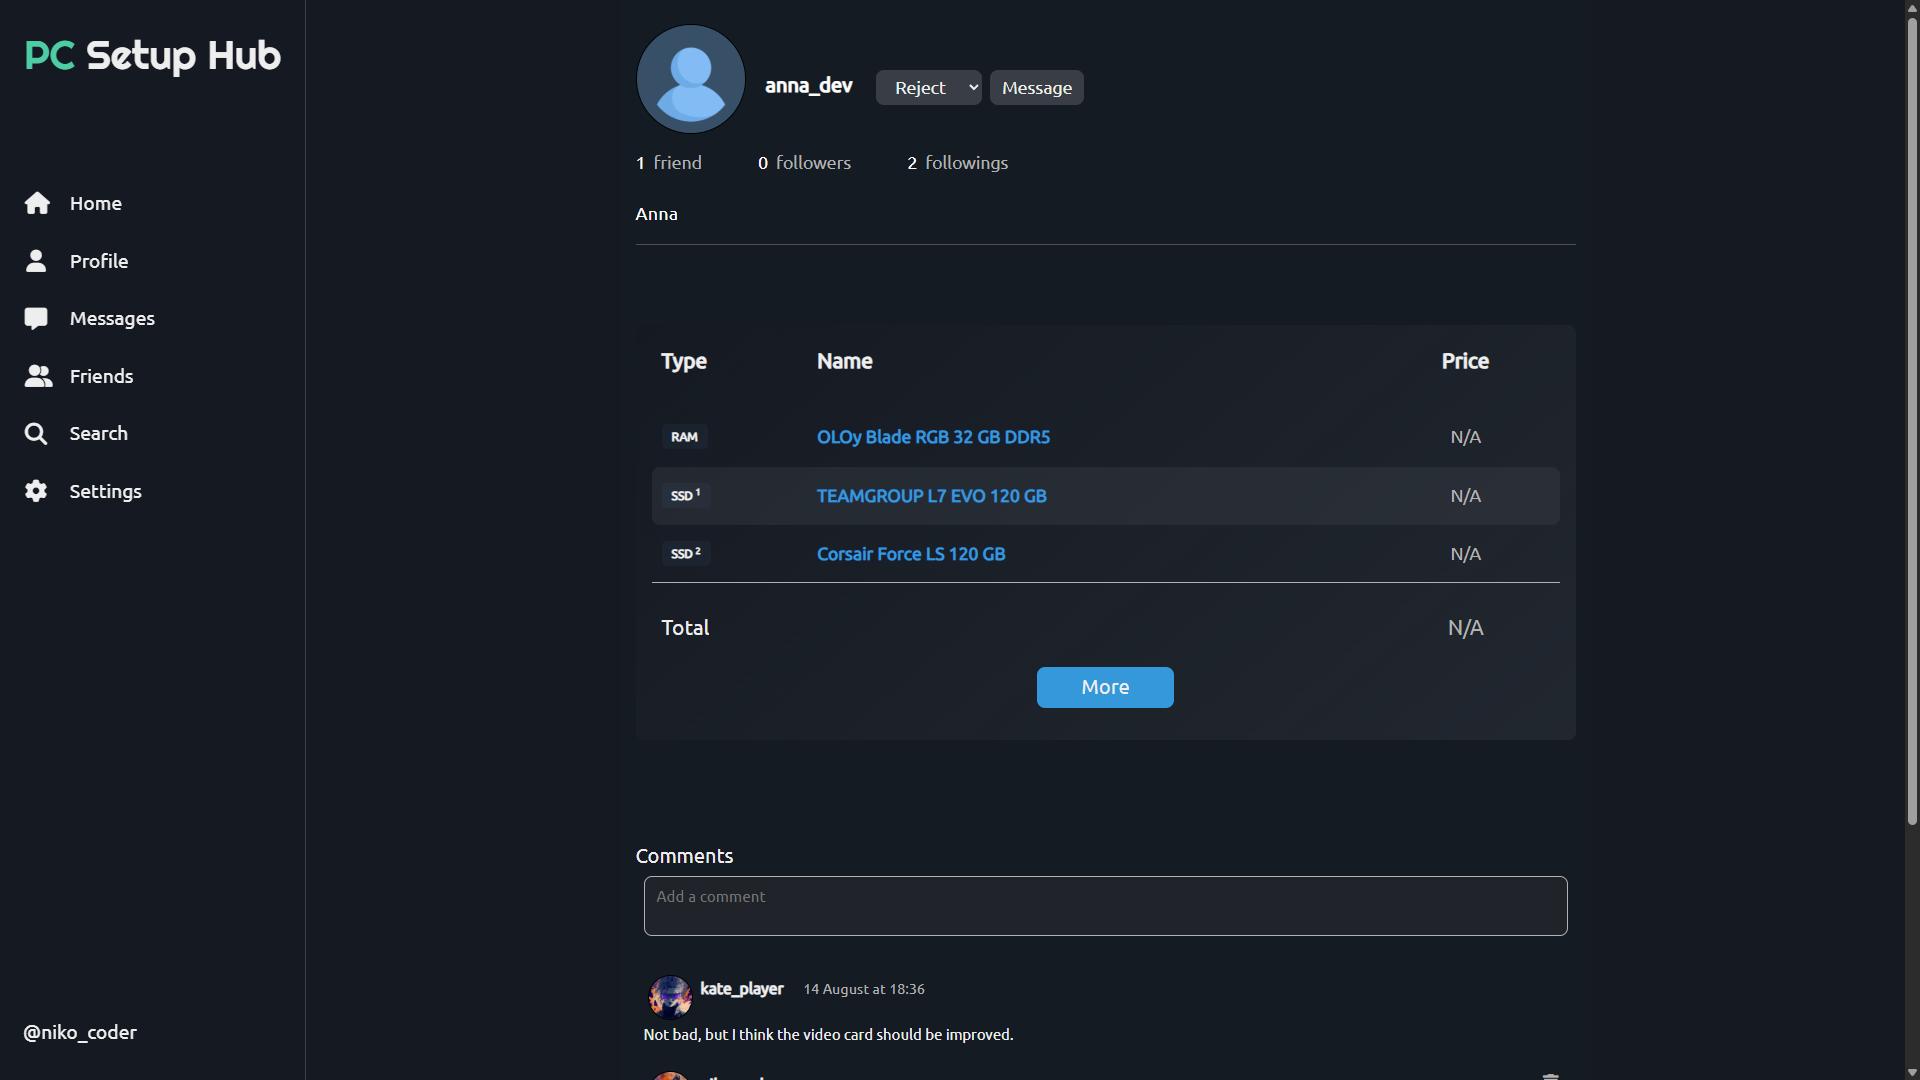 PC Setup Hub
Home
Profile
Messages
Friends
Search
Settings
@niko_coder
anna_dev
Reject
Message
1 friend
0 followers
2 followings
Anna
Type Name Price
RAM OLOy Blade RGB 32 GB DDR5 N/A
SSD 1 TEAMGROUP L7 EVO 120 GB N/A
SSD 2 Corsair Force LS 120 GB N/A
Total N/A
More
Comments
Add a comment
kate_player 14 August at 18:36
Not bad, but I think the video card should be improved.